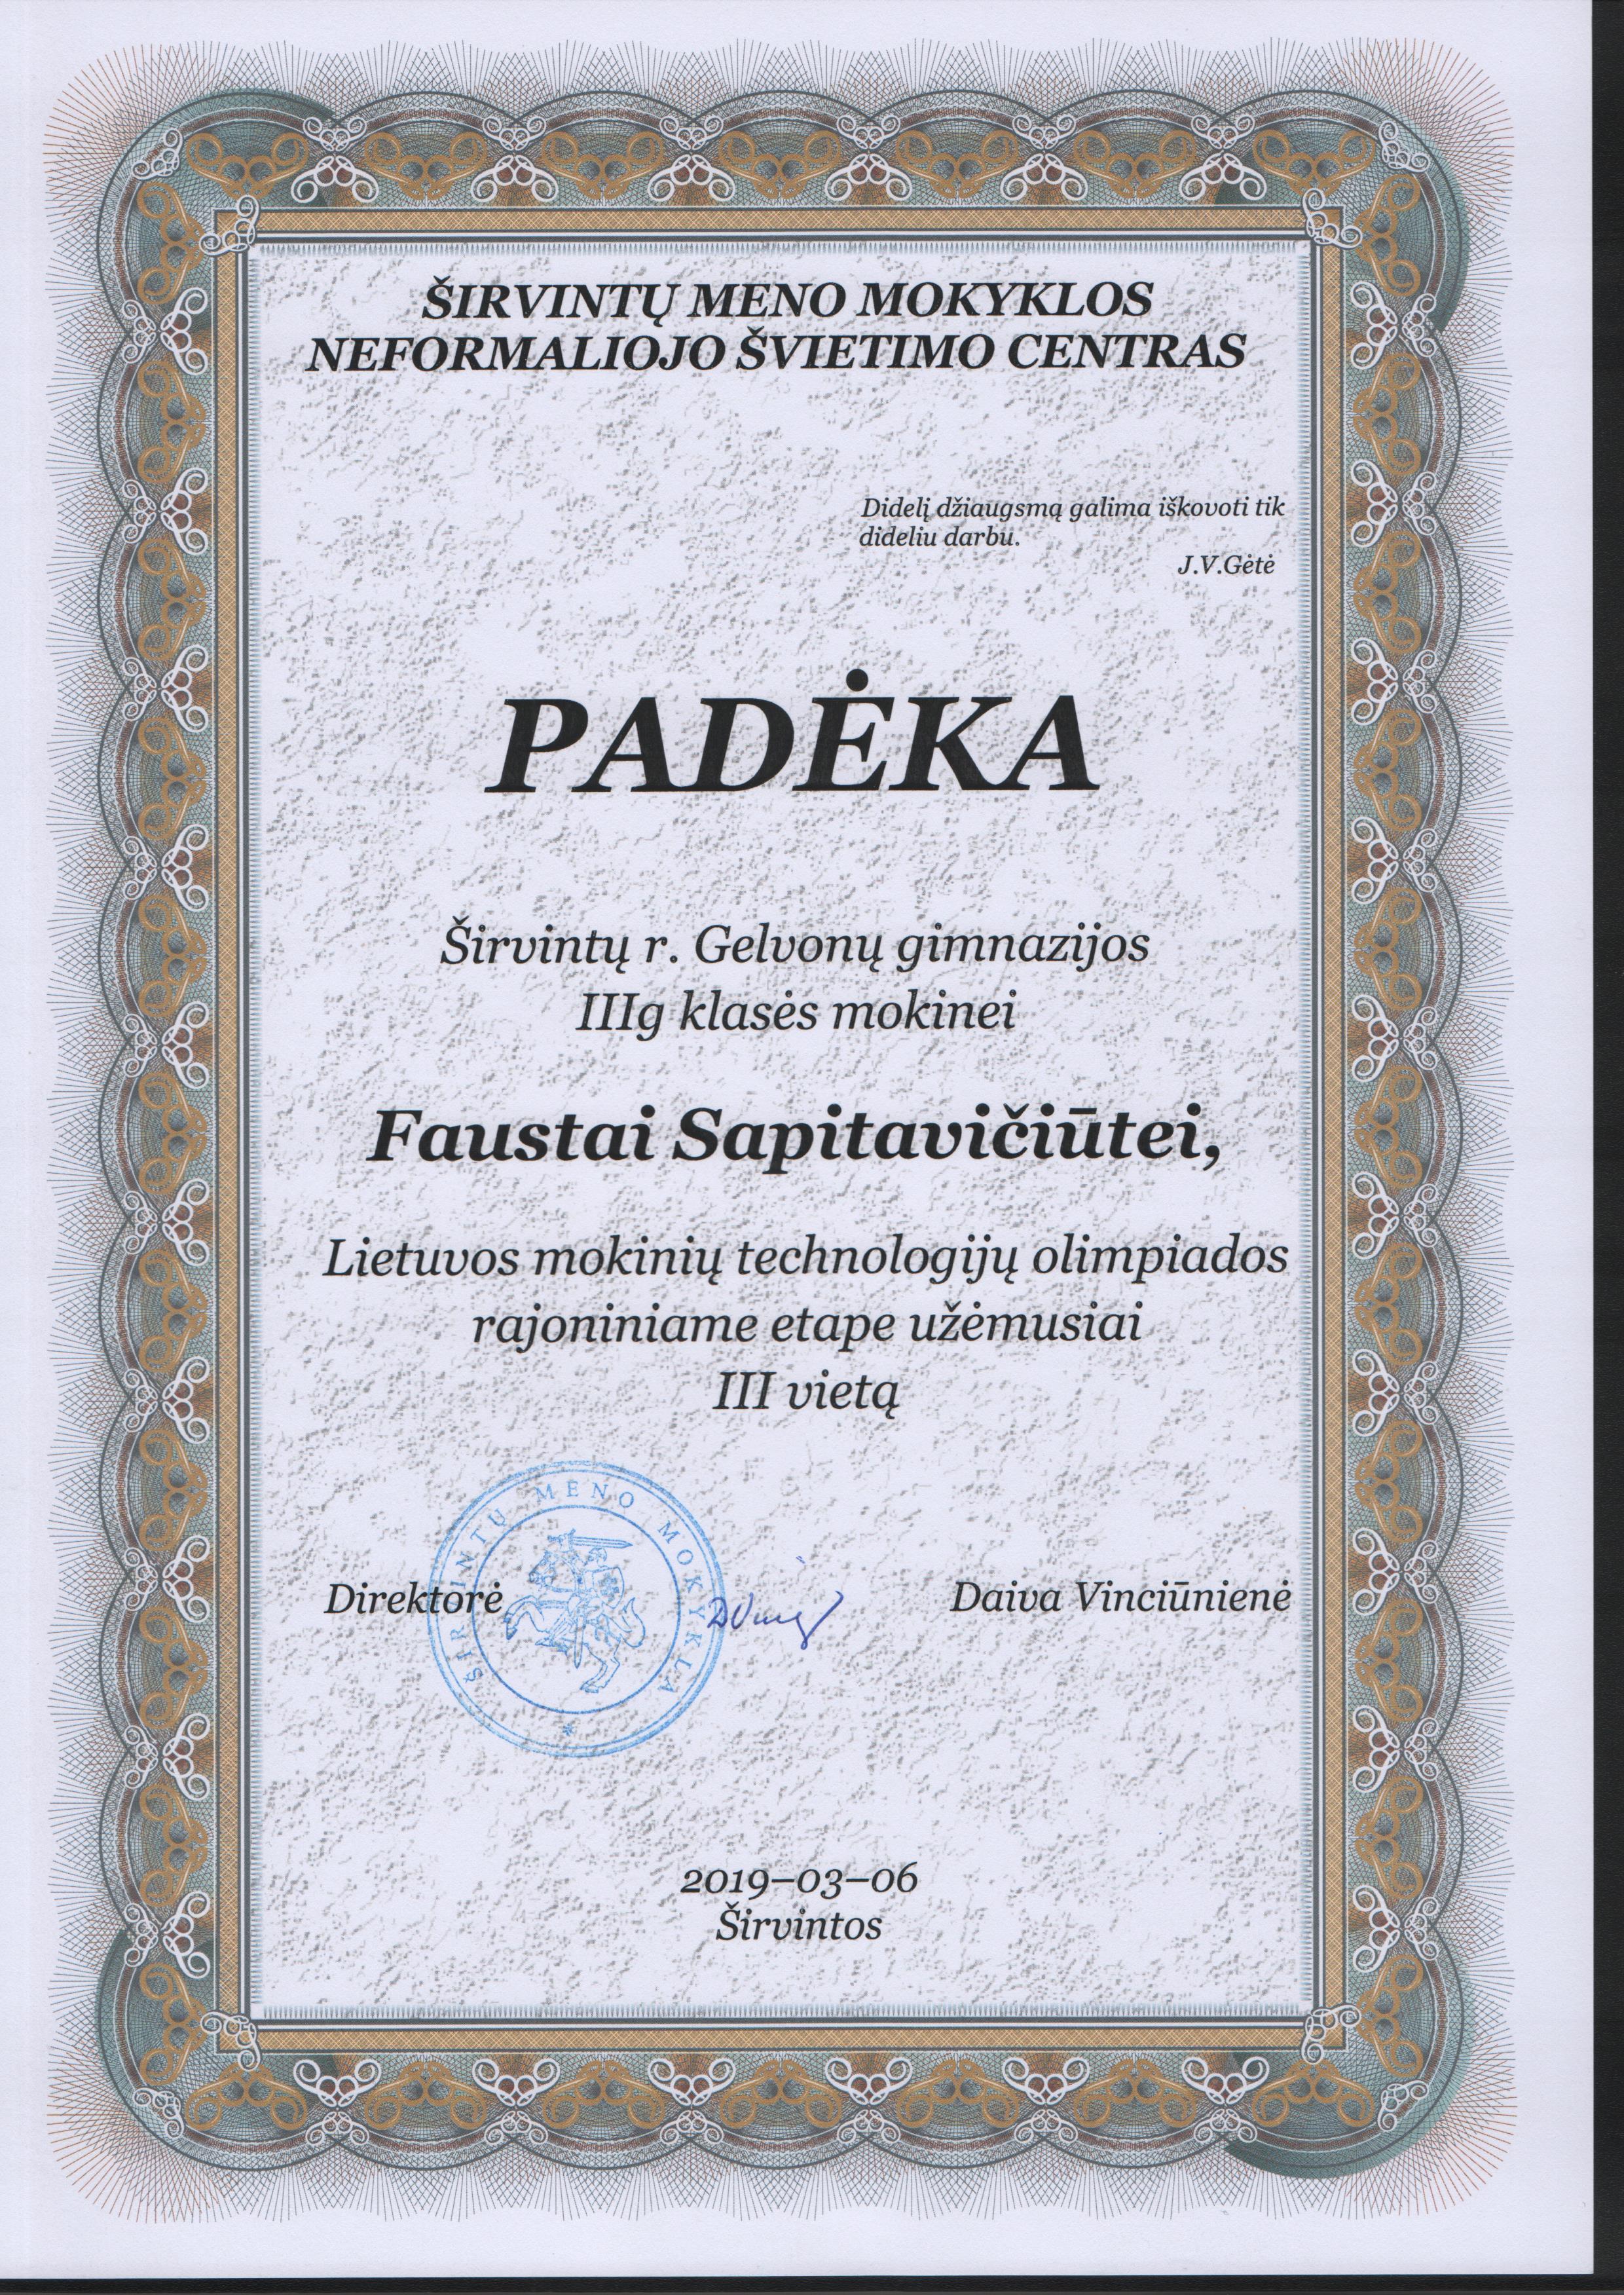 ŠIRVINTŲ MENO MOKYKLOS
NEFORMALIOJO ŠVIETIMO CENTRAS
Didelį džiaugsmą galima iškovoti tik
dideliu darbu.
J.V.Gėtė
PADĖKA
Širvintų r. Gelvonų gimnazijos
IIIg klasės mokinei
Faustai Sapitavičiūtei,
Lietuvos mokinių technologijų olimpiados
rajoniniame etape užėmusiai
III vietą
ŠIRVINTŲ MENO MOKYKLA
Direktorė
Daiva Vinciūnienė
2019–03–06
Širvintos